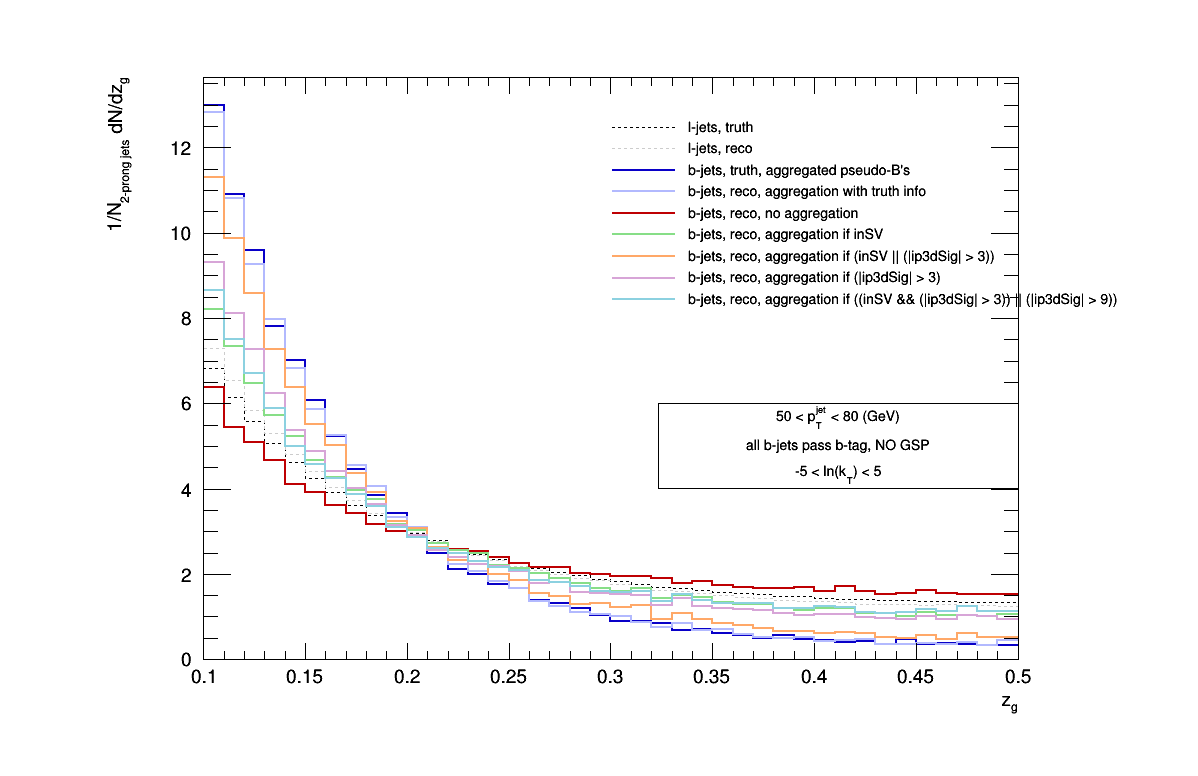 1/N2-prong jets dN/dzg
12
10
8
6
4
2
0
l-jets, truth
l-jets, reco
b-jets, truth, aggregated pseudo-B's
b-jets, reco, aggregation with truth info
b-jets, reco, no aggregation
b-jets, reco, aggregation if inSV
b-jets, reco, aggregation if (inSV || (|ip3dSig| > 3))
b-jets, reco, aggregation if (|ip3dSig| > 3)
b-jets, reco, aggregation if ((inSV && (|ip3dSig| > 3)) || (|ip3dSig| > 9))
50 < pTjet < 80 (GeV)
all b-jets pass b-tag, NO GSP
-5 < ln(kT) < 5
0.1 0.15 0.2 0.25 0.3 0.35 0.4 0.45 0.5
zg